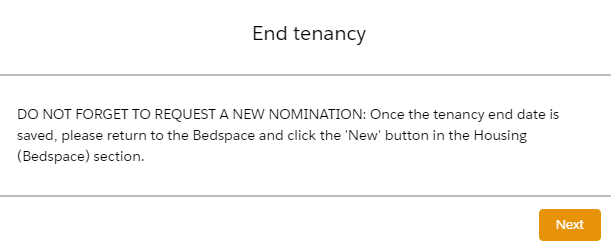 End tenancy
DO NOT FORGET TO REQUEST A NEW NOMINATION: Once the tenancy end date is
saved, please return to the Bedspace and click the 'New' button in the Housing
(Bedspace) section.
Next